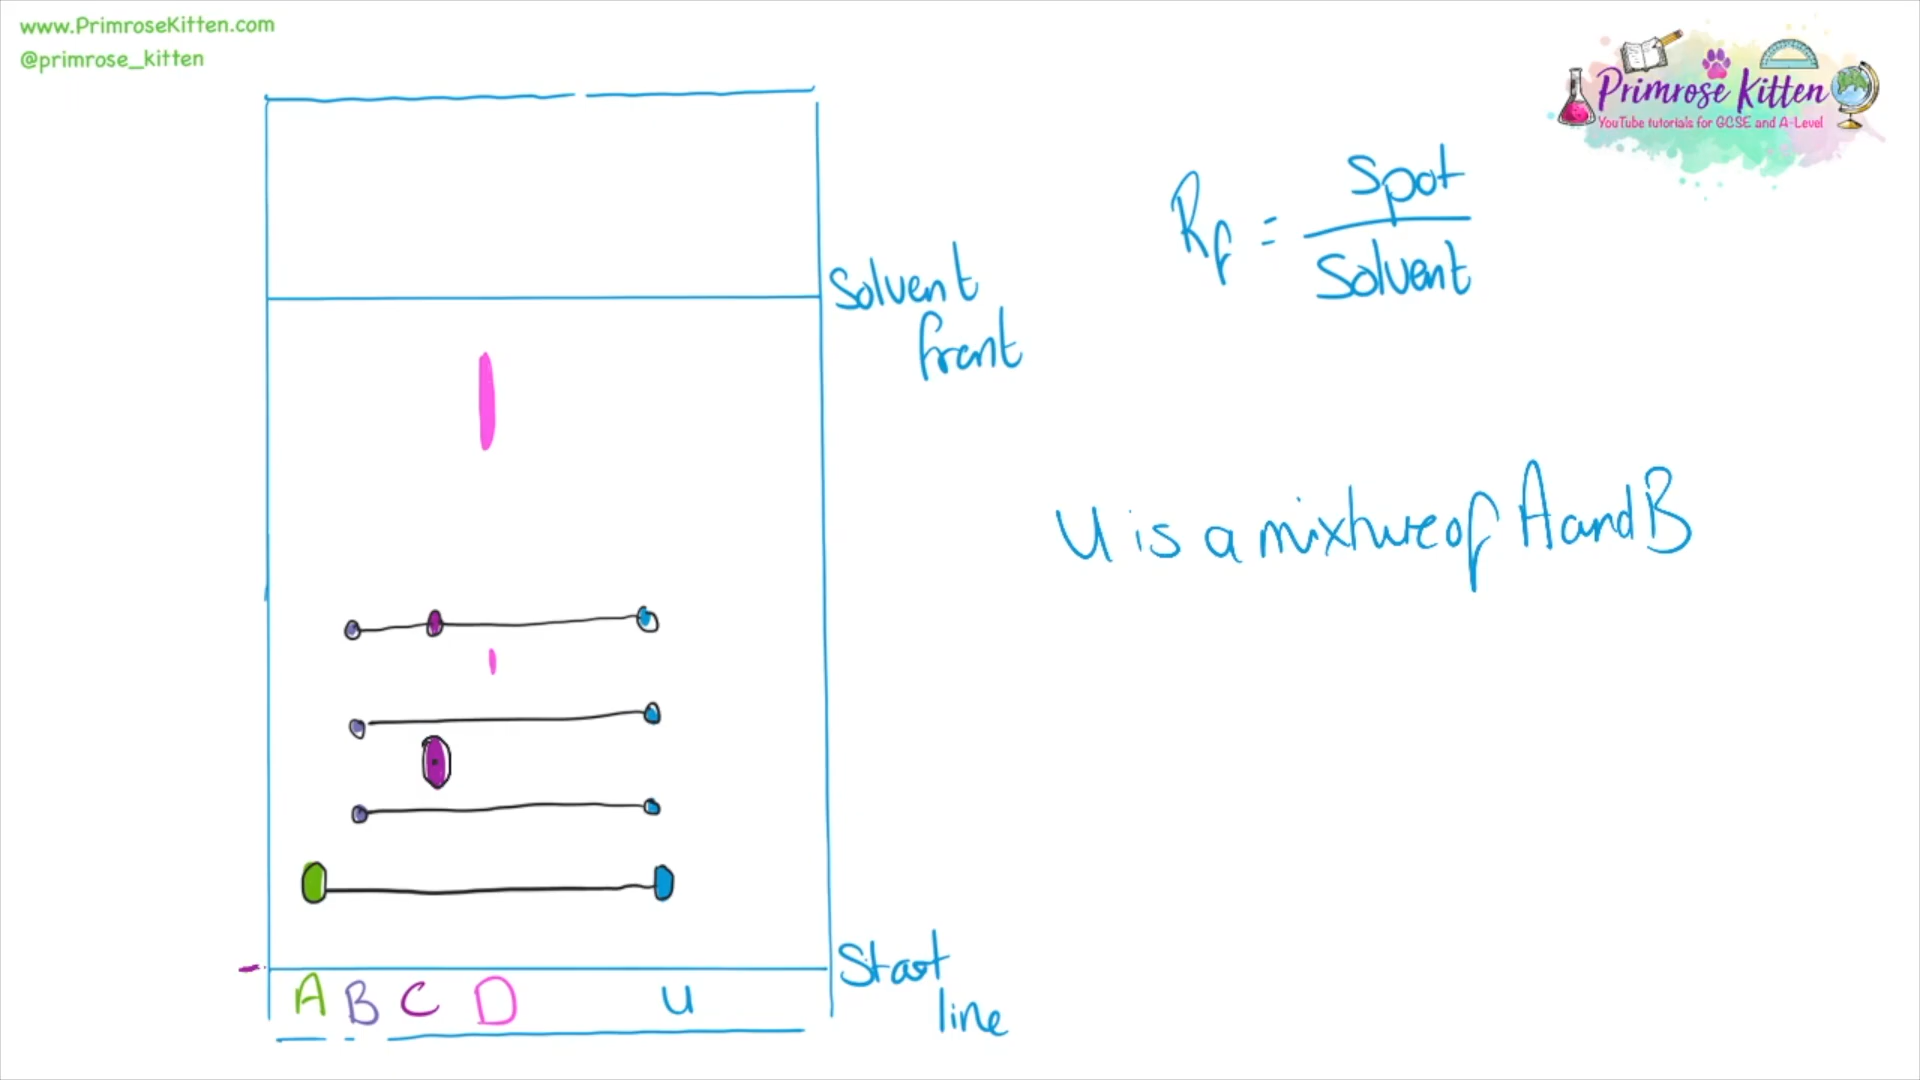 www.PrimroseKitten.com
@primrose_kitten
Primrose Kitten
YouTube tutorials for GCSE and A-Level
Rf = Spot
Solvent
Solvent
front
U is a mixture of A and B
Start
line
A B C D U